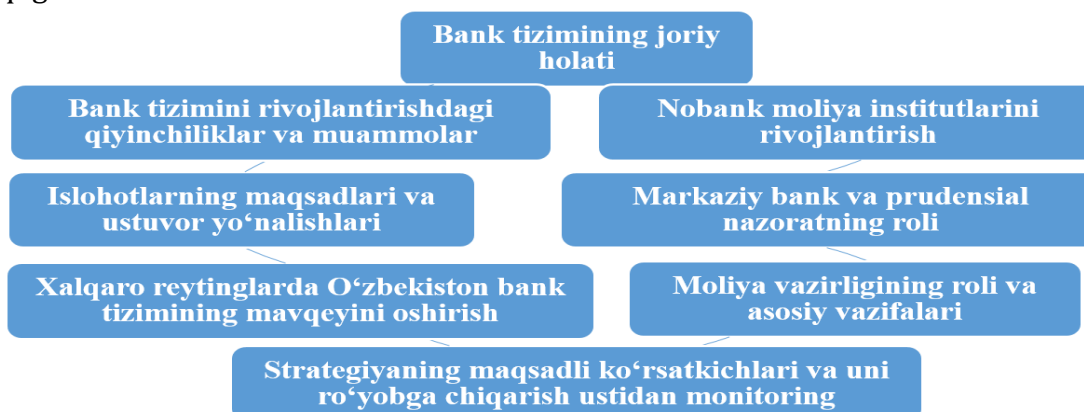 Bank tizimining joriy
holati
Bank tizimini rivojlantirishdagi
qiyinchiliklar va muammolar
Nobank moliya institutlarini
rivojlantirish
Islohotlarning maqsadlari va
ustuvor yo‘nalishlari
Markaziy bank va prudensial
nazoratning roli
Xalqaro reytinglarda O‘zbekiston bank
tizimining mavqeyini oshirish
Moliya vazirligining roli va
asosiy vazifalari
Strategiyaning maqsadli ko‘rsatkichlari va uni
ro‘yobga chiqarish ustidan monitoring